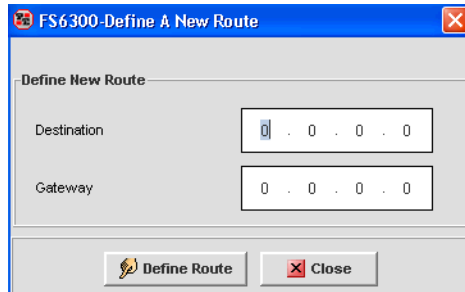 FS6300-Define A New Route
Define New Route
Destination 0 . 0 . 0 . 0
Gateway 0 . 0 . 0 . 0
Define Route Close